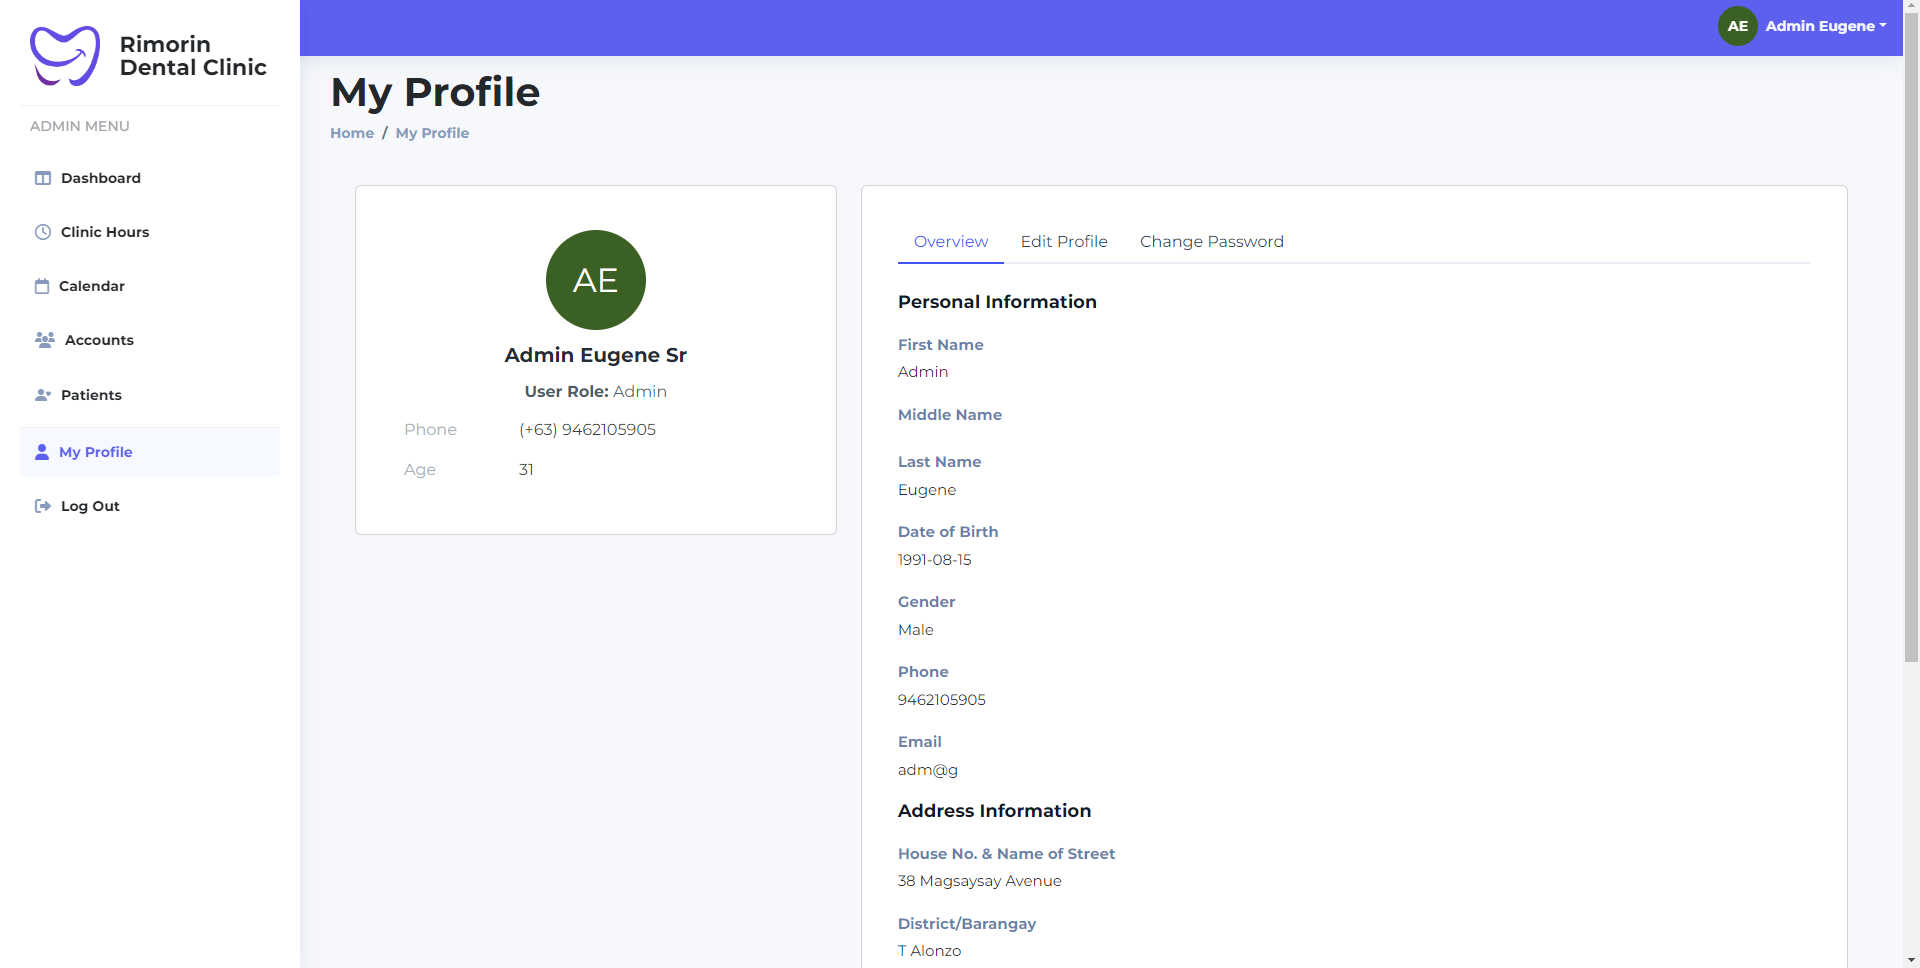 Rimorin
Dental Clinic
ADMIN MENU
Dashboard
Clinic Hours
Calendar
Accounts
Patients
My Profile
Log Out
AE Admin Eugene
My Profile
Home / My Profile
AE
Admin Eugene Sr
User Role: Admin
Phone (+63) 9462105905
Age 31
Overview Edit Profile Change Password
Personal Information
First Name
Admin
Middle Name
Last Name
Eugene
Date of Birth
1991-08-15
Gender
Male
Phone
9462105905
Email
adm@g
Address Information
House No. & Name of Street
38 Magsaysay Avenue
District/Barangay
T Alonzo